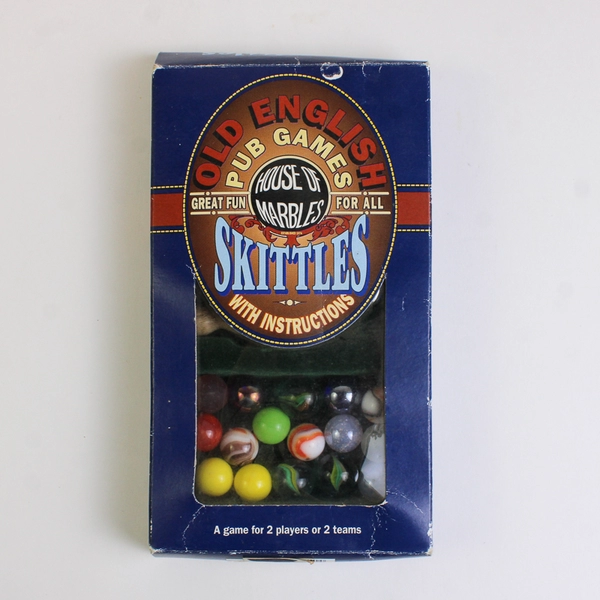 OLD ENGLISH
PUB GAMES
GREAT FUN
HOUSE OF
MARBLES
FOR ALL
SKITTLES
WITH INSTRUCTIONS
A game for 2 players or 2 teams